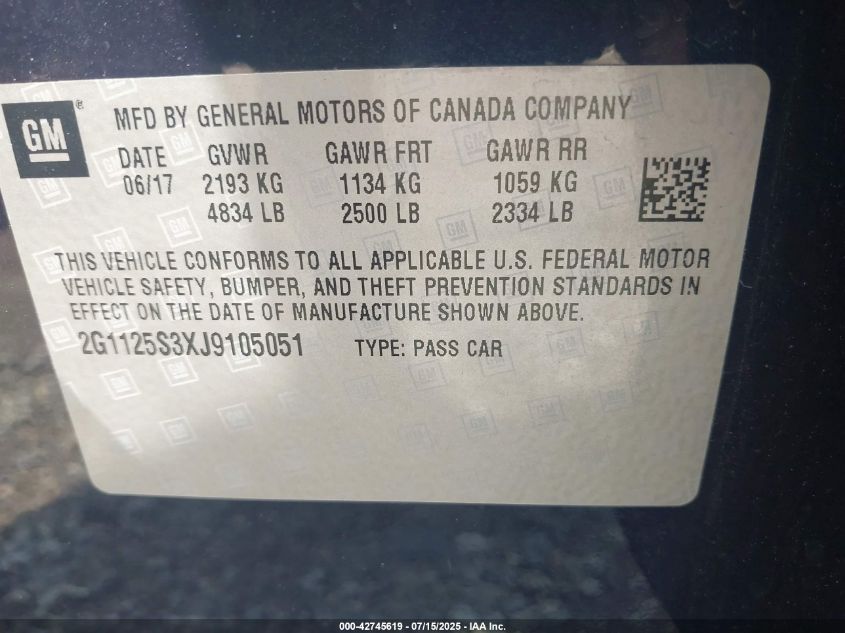 GM®
MFD BY GENERAL MOTORS OF CANADA COMPANY
DATE GVWR GAWR FRT GAWR RR
06/17 2193 KG 1134 KG 1059 KG
4834 LB 2500 LB 2334 LB
THIS VEHICLE CONFORMS TO ALL APPLICABLE U.S. FEDERAL MOTOR
VEHICLE SAFETY, BUMPER, AND THEFT PREVENTION STANDARDS IN
EFFECT ON THE DATE OF MANUFACTURE SHOWN ABOVE.
2G1125S3XJ9105051 TYPE: PASS CAR
000-42745619 - 07/15/2025 - IAA Inc.